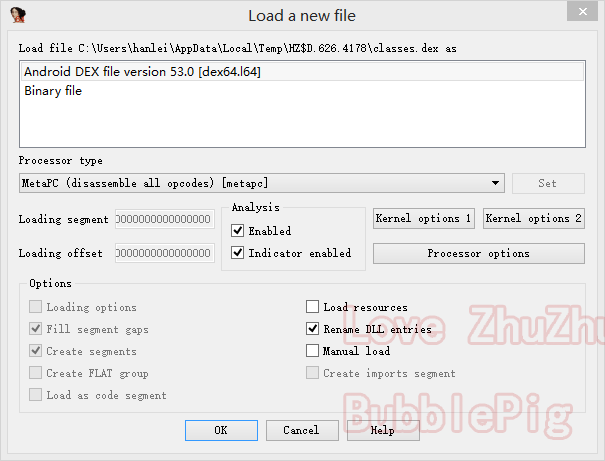 Load a new file
Load file C:\Users\hanlei\AppData\Local\Temp\HZ$D.626.4178\classes.dex as
Android DEX file version 53.0 [dex64.l64]
Binary file
Processor type
MetaPC (disassemble all opcodes) [metapc]
Set
Analysis
Loading segment 0000000000000000
Enabled
Kernel options 1
Kernel options 2
Loading offset 0000000000000000
Indicator enabled
Processor options
Options
Loading options
Load resources
Fill segment gaps
Rename DLL entries
Create segments
Manual load
Create FLAT group
Create imports segment
Load as code segment
Love ZhuZhu
BubblePig
OK
Cancel
Help